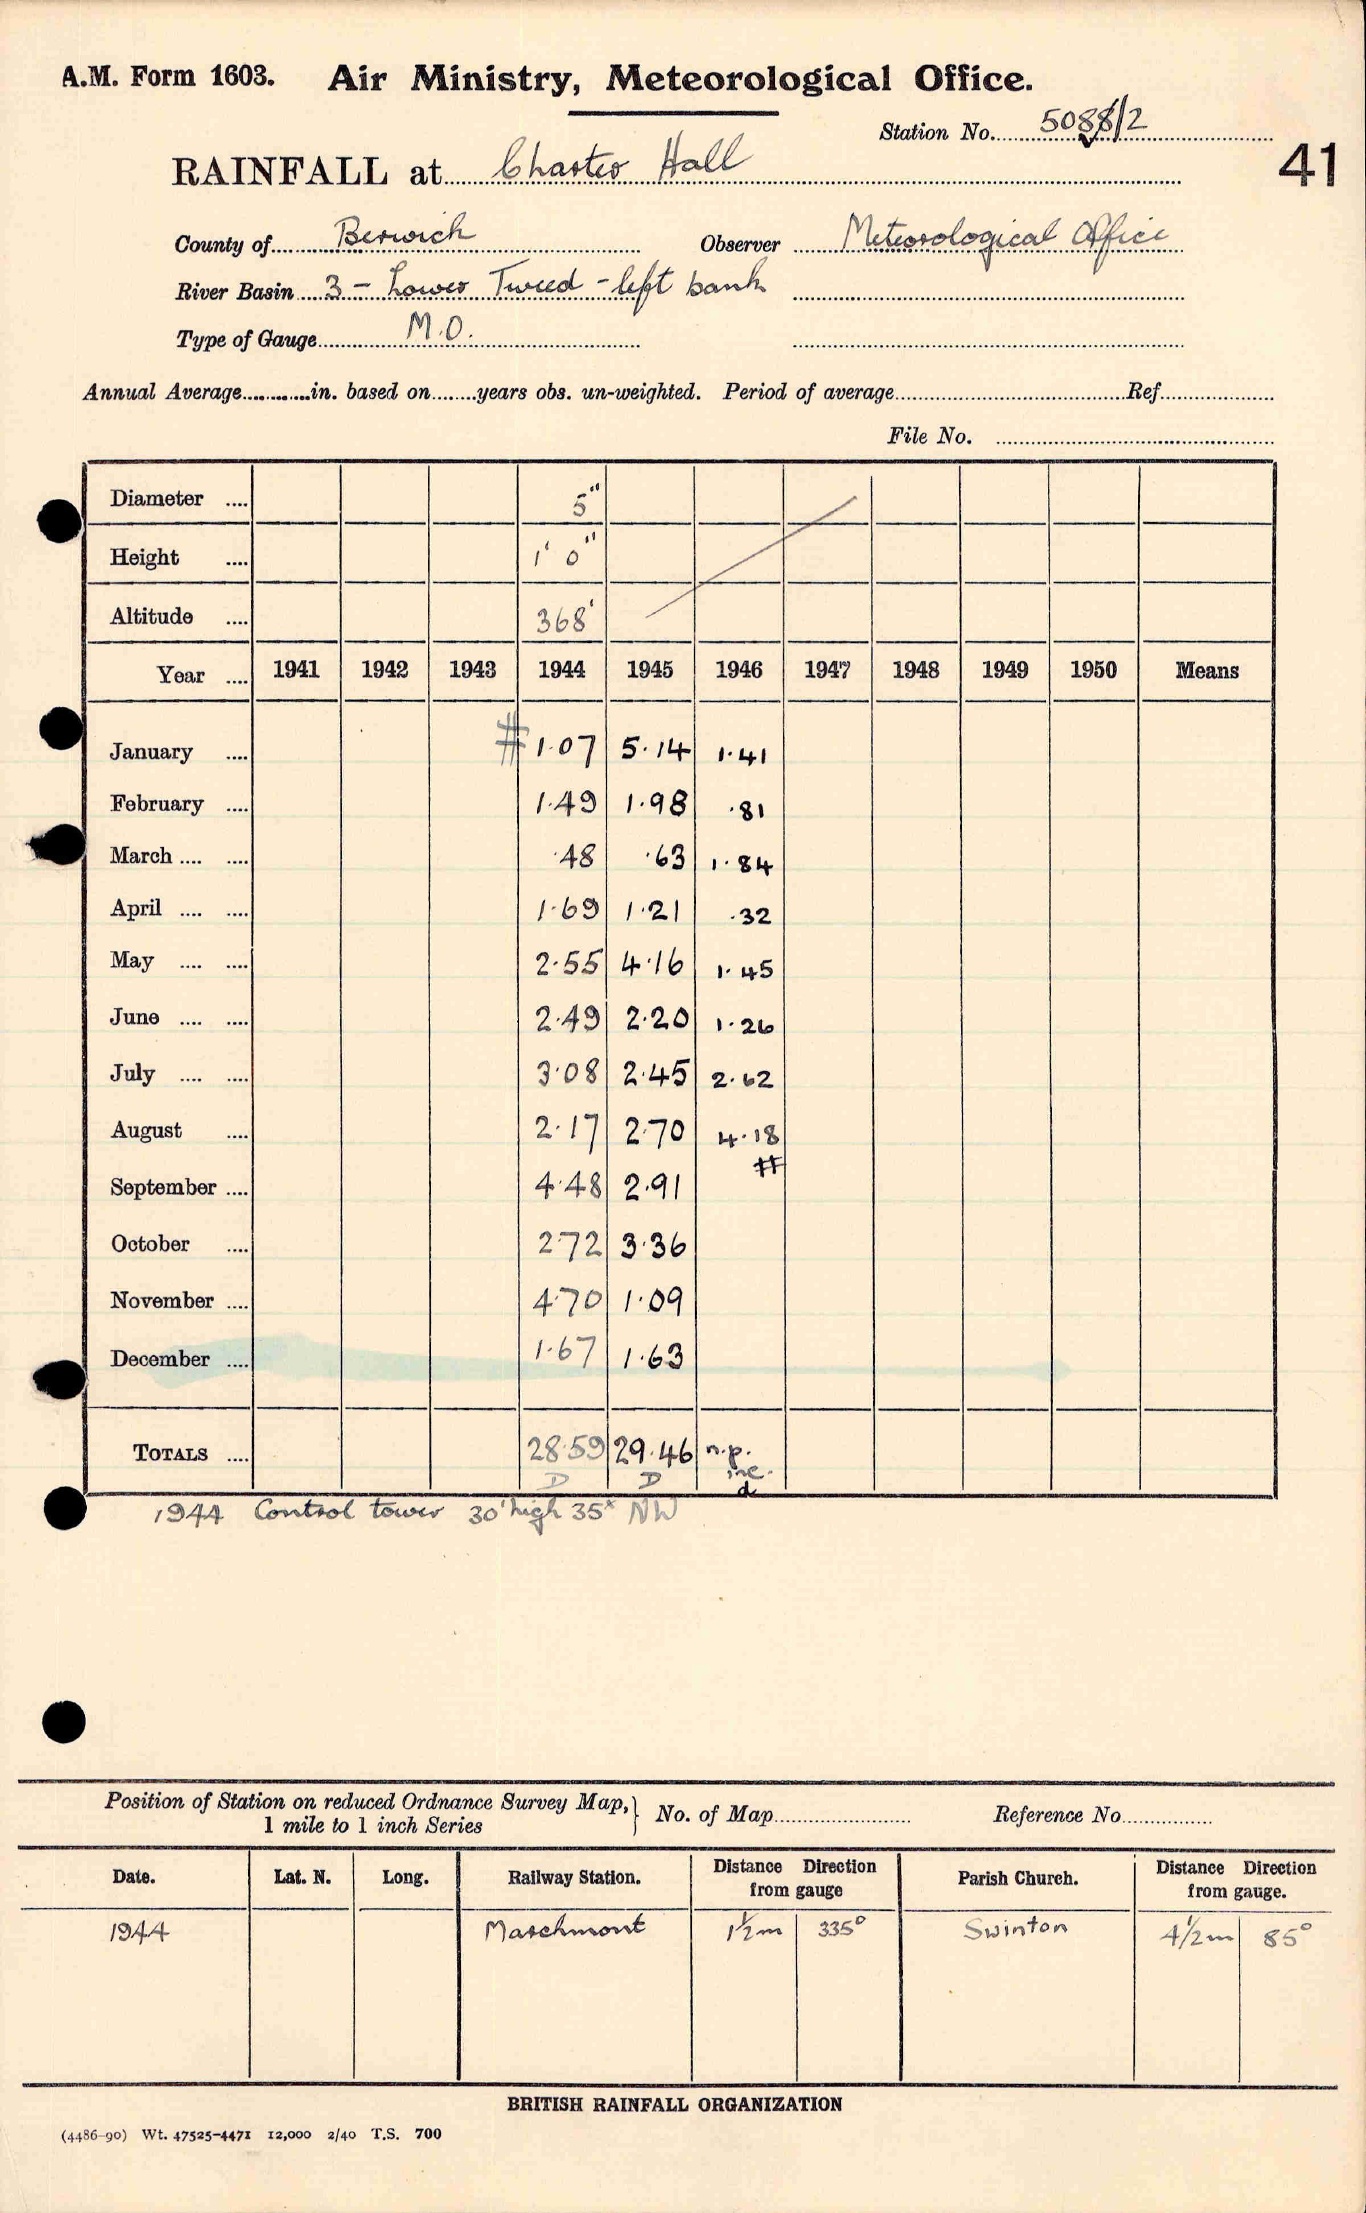 A.M. Form 1603. Air Ministry, Meteorological Office.
Station No. 5088/2
41
RAINFALL at Charter Hall
County of Berwick Observer Meteorological Office
River Basin 3 - Lower Tweed - left bank
Type of Gauge M.O.
Annual Average ........ in. based on ........ years obs. un-weighted. Period of average ........ Ref ........
File No. ........
Diameter .... 5"
Height .... 1' 0"
Altitude .... 368'
Year .... 1941 1942 1943 1944 1945 1946 1947 1948 1949 1950 Means
January .... # 1.07 5.14 1.41
February .... 1.49 1.98 .81
March .... .... .48 .63 1.84
April .... .... 1.69 1.21 .32
May .... .... 2.55 4.16 1.45
June .... .... 2.49 2.20 1.26
July .... .... 3.08 2.45 2.62
August .... 2.17 2.70 4.18
#
September .... 4.48 2.91
October .... 2.72 3.36
November .... 4.70 1.09
December .... 1.67 1.63
TOTALS .... 28.59 29.46 n.p.
D D inc.
d
1944 Control tower 30' high 35x NW
Position of Station on reduced Ordnance Survey Map, } No. of Map ........ Reference No. ........
1 mile to 1 inch Series
Date. Lat. N. Long. Railway Station. Distance Direction from gauge Parish Church. Distance Direction from gauge.
1944 Marchmont 1½m 335° Swinton 4½m 85°
BRITISH RAINFALL ORGANIZATION
(4486-90) Wt. 47525-4471 12,000 2/40 T.S. 700